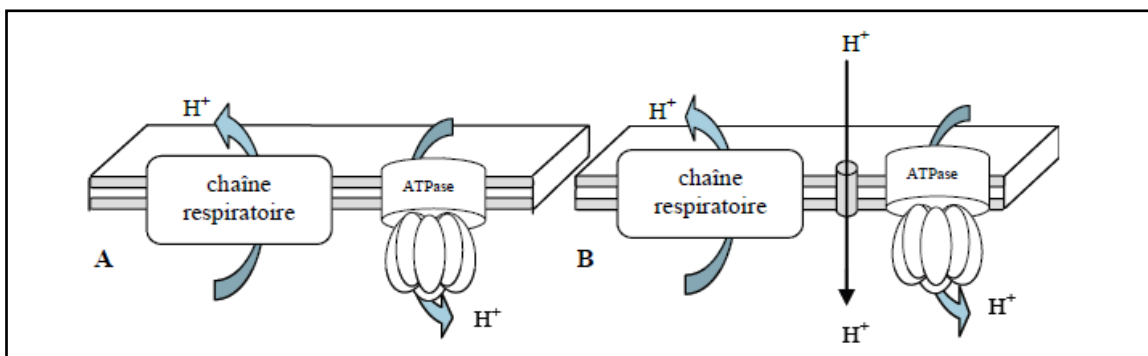 H⁺
chaîne
respiratoire
ATPase
A
H⁺
H⁺
H⁺
chaîne
respiratoire
ATPase
B
H⁺
H⁺